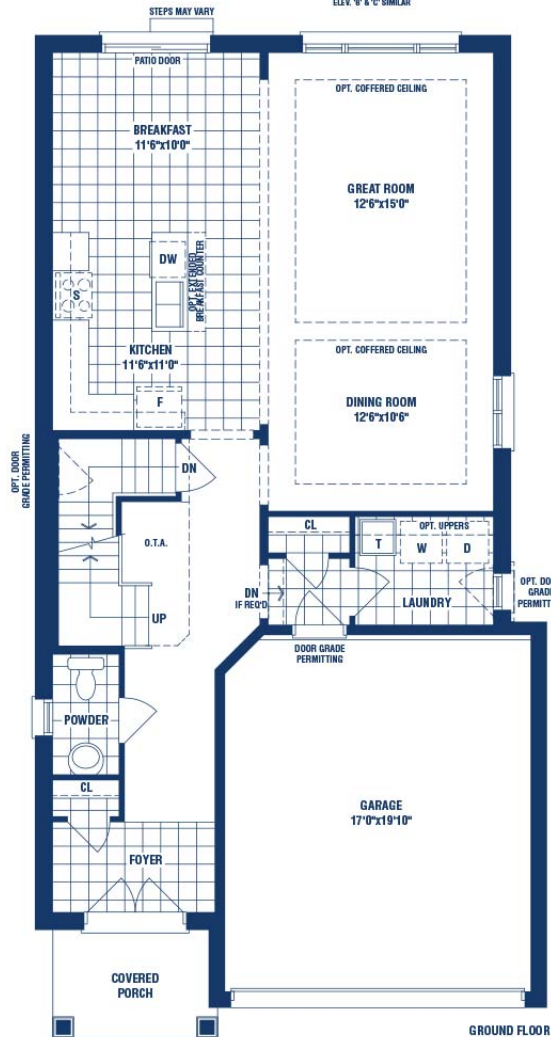 ELEV. 'B' & 'C' SIMILAR
STEPS MAY VARY
PATIO DOOR
OPT. COFFERED CEILING
BREAKFAST
11'6"x10'0"
GREAT ROOM
12'6"x15'0"
DW
OPT. EXTENDED
BREAKFAST COUNTER
S
KITCHEN
11'6"x11'0"
F
OPT. COFFERED CEILING
DINING ROOM
12'6"x10'6"
OPT. DOOR
GRADE PERMITTING
DN
O.T.A.
UP
CL
OPT. UPPERS
T
W
D
DN
IF REQ'D
LAUNDRY
OPT. DO
GRAD
PERMITT
DOOR GRADE
PERMITTING
POWDER
CL
FOYER
GARAGE
17'0"x19'10"
COVERED
PORCH
GROUND FLOOR